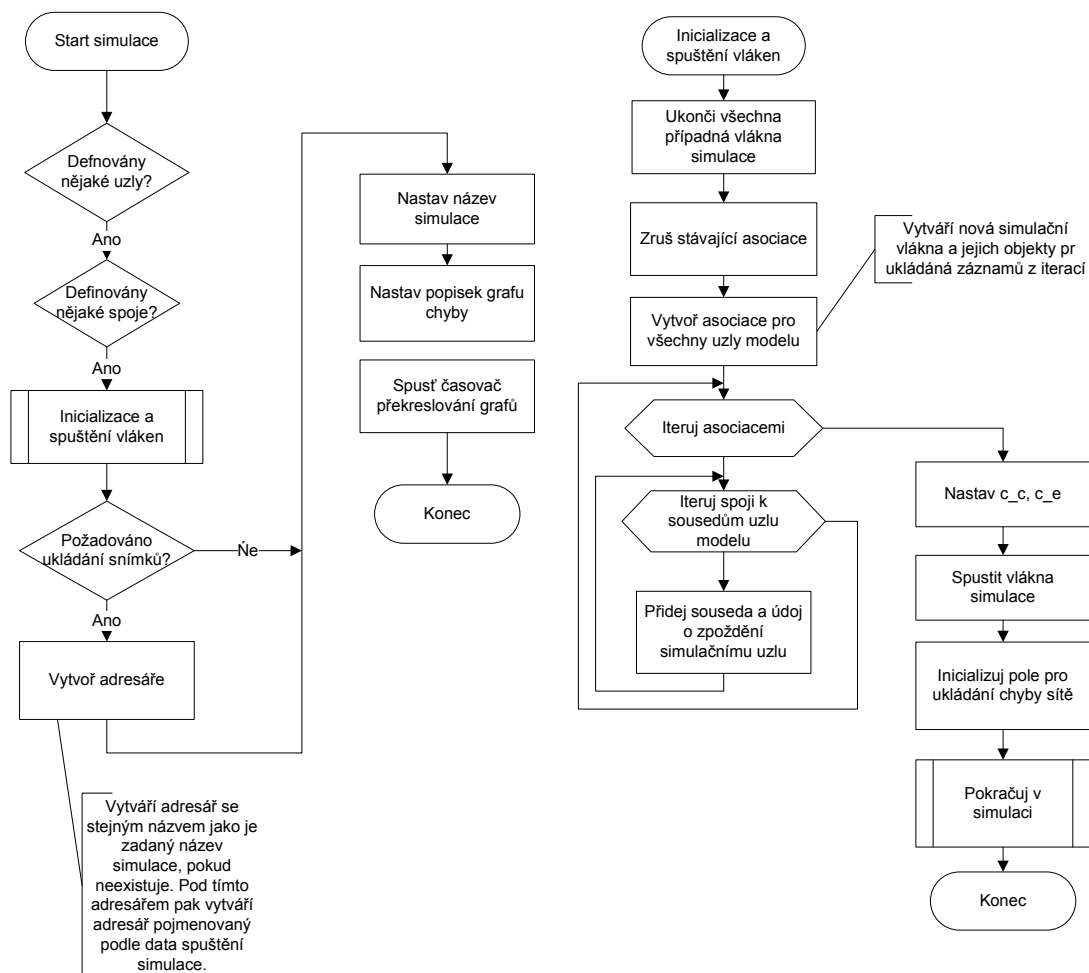 Start simulace
Defnovány
nějaké uzly?
Ano
Definovány
nějaké spoje?
Ano
Inicializace a
spuštění vláken
Požadováno
ukládání snímků?
Ńe
Ano
Vytvoř adresáře
Vytváří adresář se
stejným názvem jako je
zadaný název
simulace, pokud
neexistuje. Pod tímto
adresářem pak vytváří
adresář pojmenovaný
podle data spuštění
simulace.
Nastav název
simulace
Nastav popisek grafu
chyby
Spusť časovač
překreslování grafů
Konec
Inicializace a
spuštění vláken
Ukonči všechna
případná vlákna
simulace
Zruš stávající asociace
Vytvoř asociace pro
všechny uzly modelu
Vytváří nová simulační
vlákna a jejich objekty pr
ukládáná záznamů z iterací
Iteruj asociacemi
Iteruj spoji k
sousedům uzlu
modelu
Přidej souseda a údoj
o zpoždění
simulačnímu uzlu
Nastav c_c, c_e
Spustit vlákna
simulace
Inicializuj pole pro
ukládání chyby sítě
Pokračuj v
simulaci
Konec